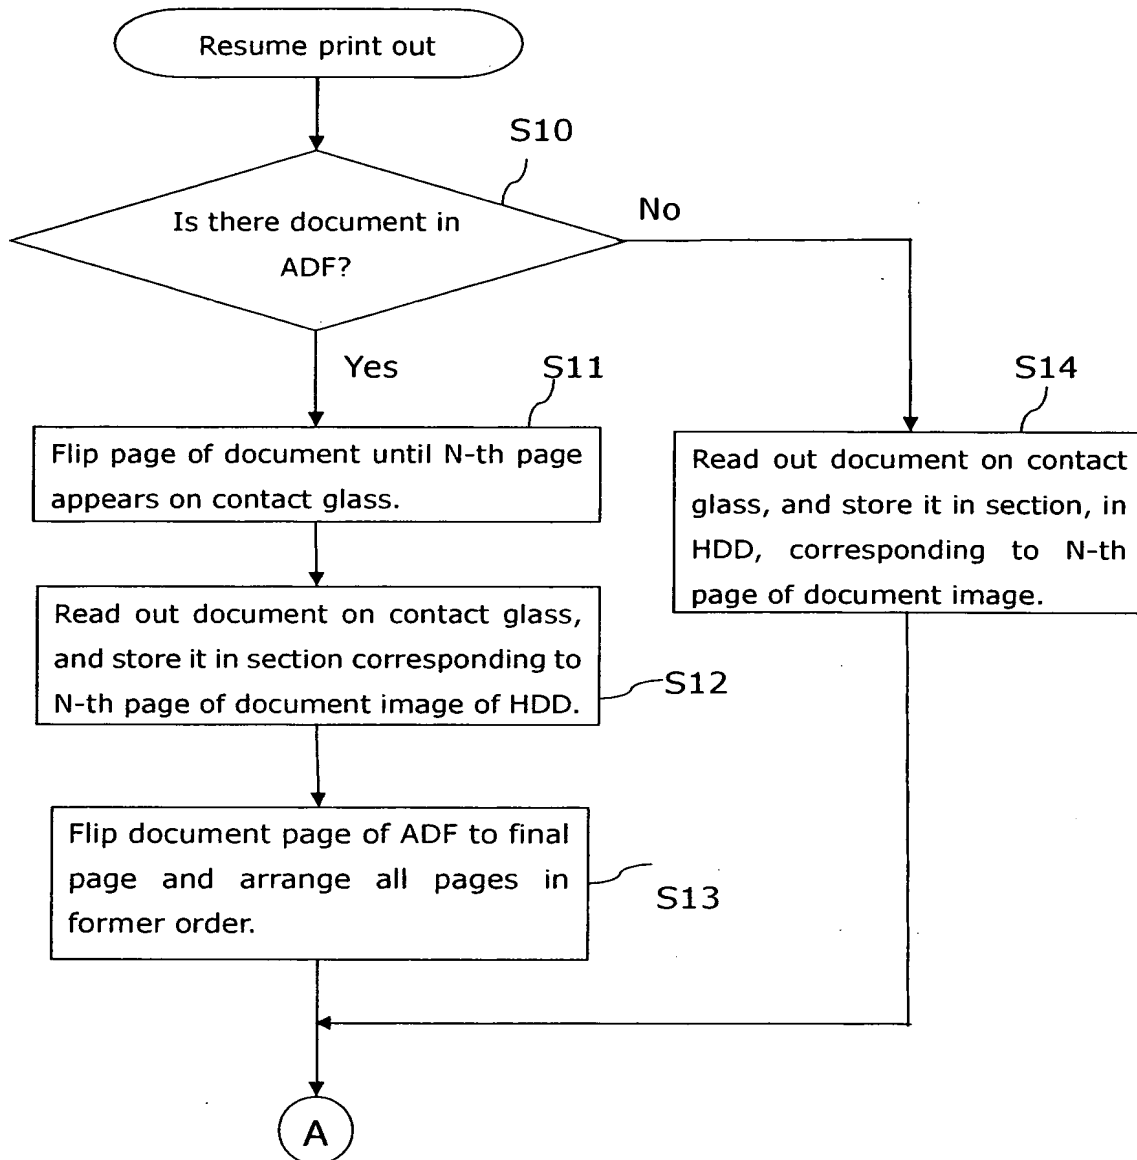 Resume print out
S10
Is there document in
ADF?
No
Yes
S11
S14
Flip page of document until N-th page
appears on contact glass.
Read out document on contact
glass, and store it in section, in
HDD, corresponding to N-th
page of document image.
Read out document on contact glass,
and store it in section corresponding to
N-th page of document image of HDD.
S12
Flip document page of ADF to final
page and arrange all pages in
former order.
S13
A